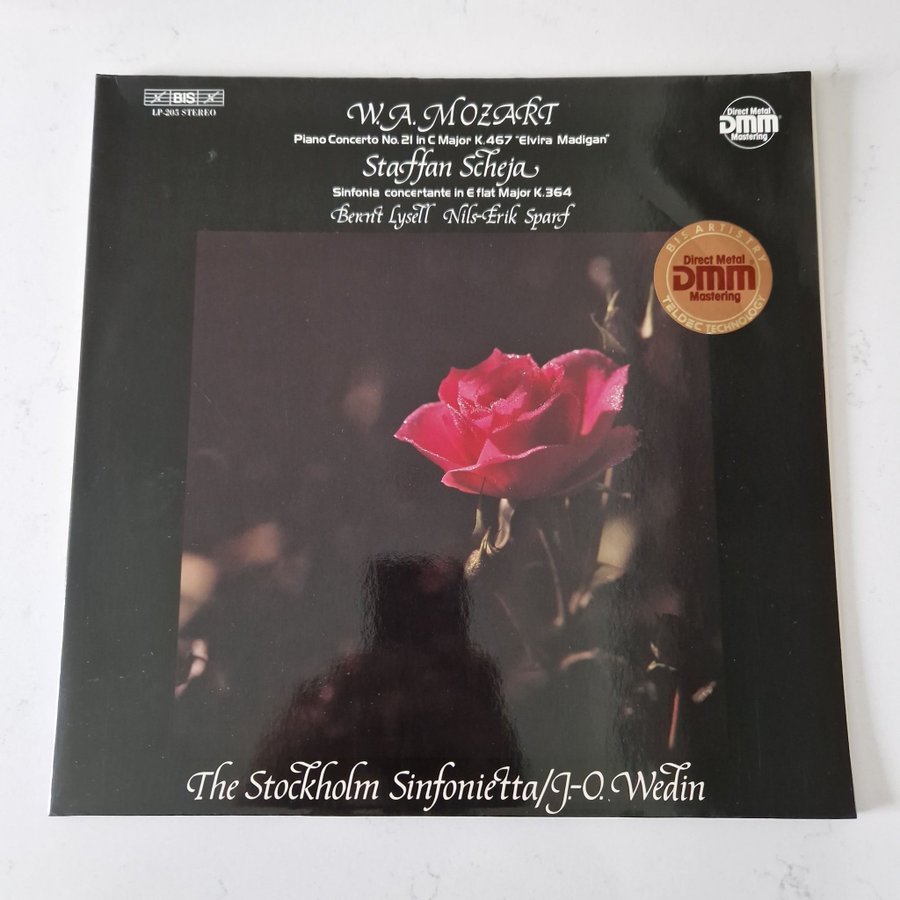 BIS
LP-203 STEREO
W.A. MOZART
Piano Concerto No. 21 in C Major K.467 "Elvira Madigan"
Staffan Scheja
Sinfonia concertante in E flat Major K.364
Bernt Lysell Nils-Erik Sparf
Direct Metal
DMM
Mastering
BIS ARTISTRY
Direct Metal
DMM®
Mastering
TELDEC TECHNOLOGY
The Stockholm Sinfonietta/J.-O. Wedin